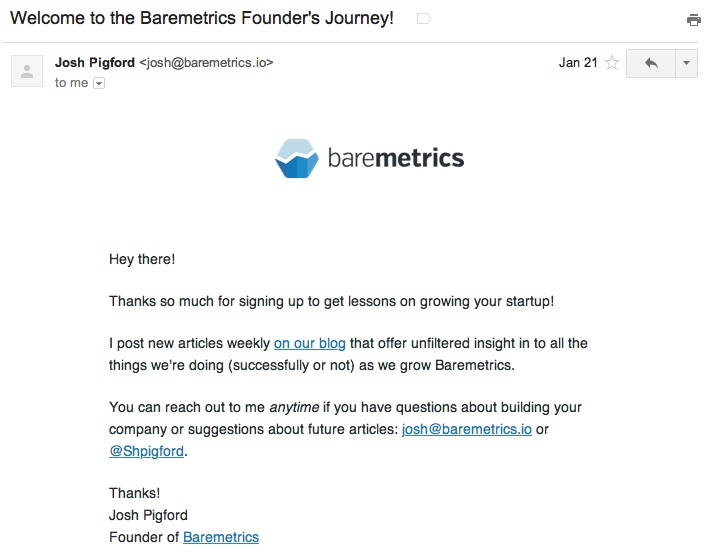 Welcome to the Baremetrics Founder's Journey!
Josh Pigford <josh@baremetrics.io>
Jan 21
to me
baremetrics
Hey there!
Thanks so much for signing up to get lessons on growing your startup!
I post new articles weekly on our blog that offer unfiltered insight in to all the
things we're doing (successfully or not) as we grow Baremetrics.
You can reach out to me anytime if you have questions about building your
company or suggestions about future articles: josh@baremetrics.io or
@Shpigford.
Thanks!
Josh Pigford
Founder of Baremetrics